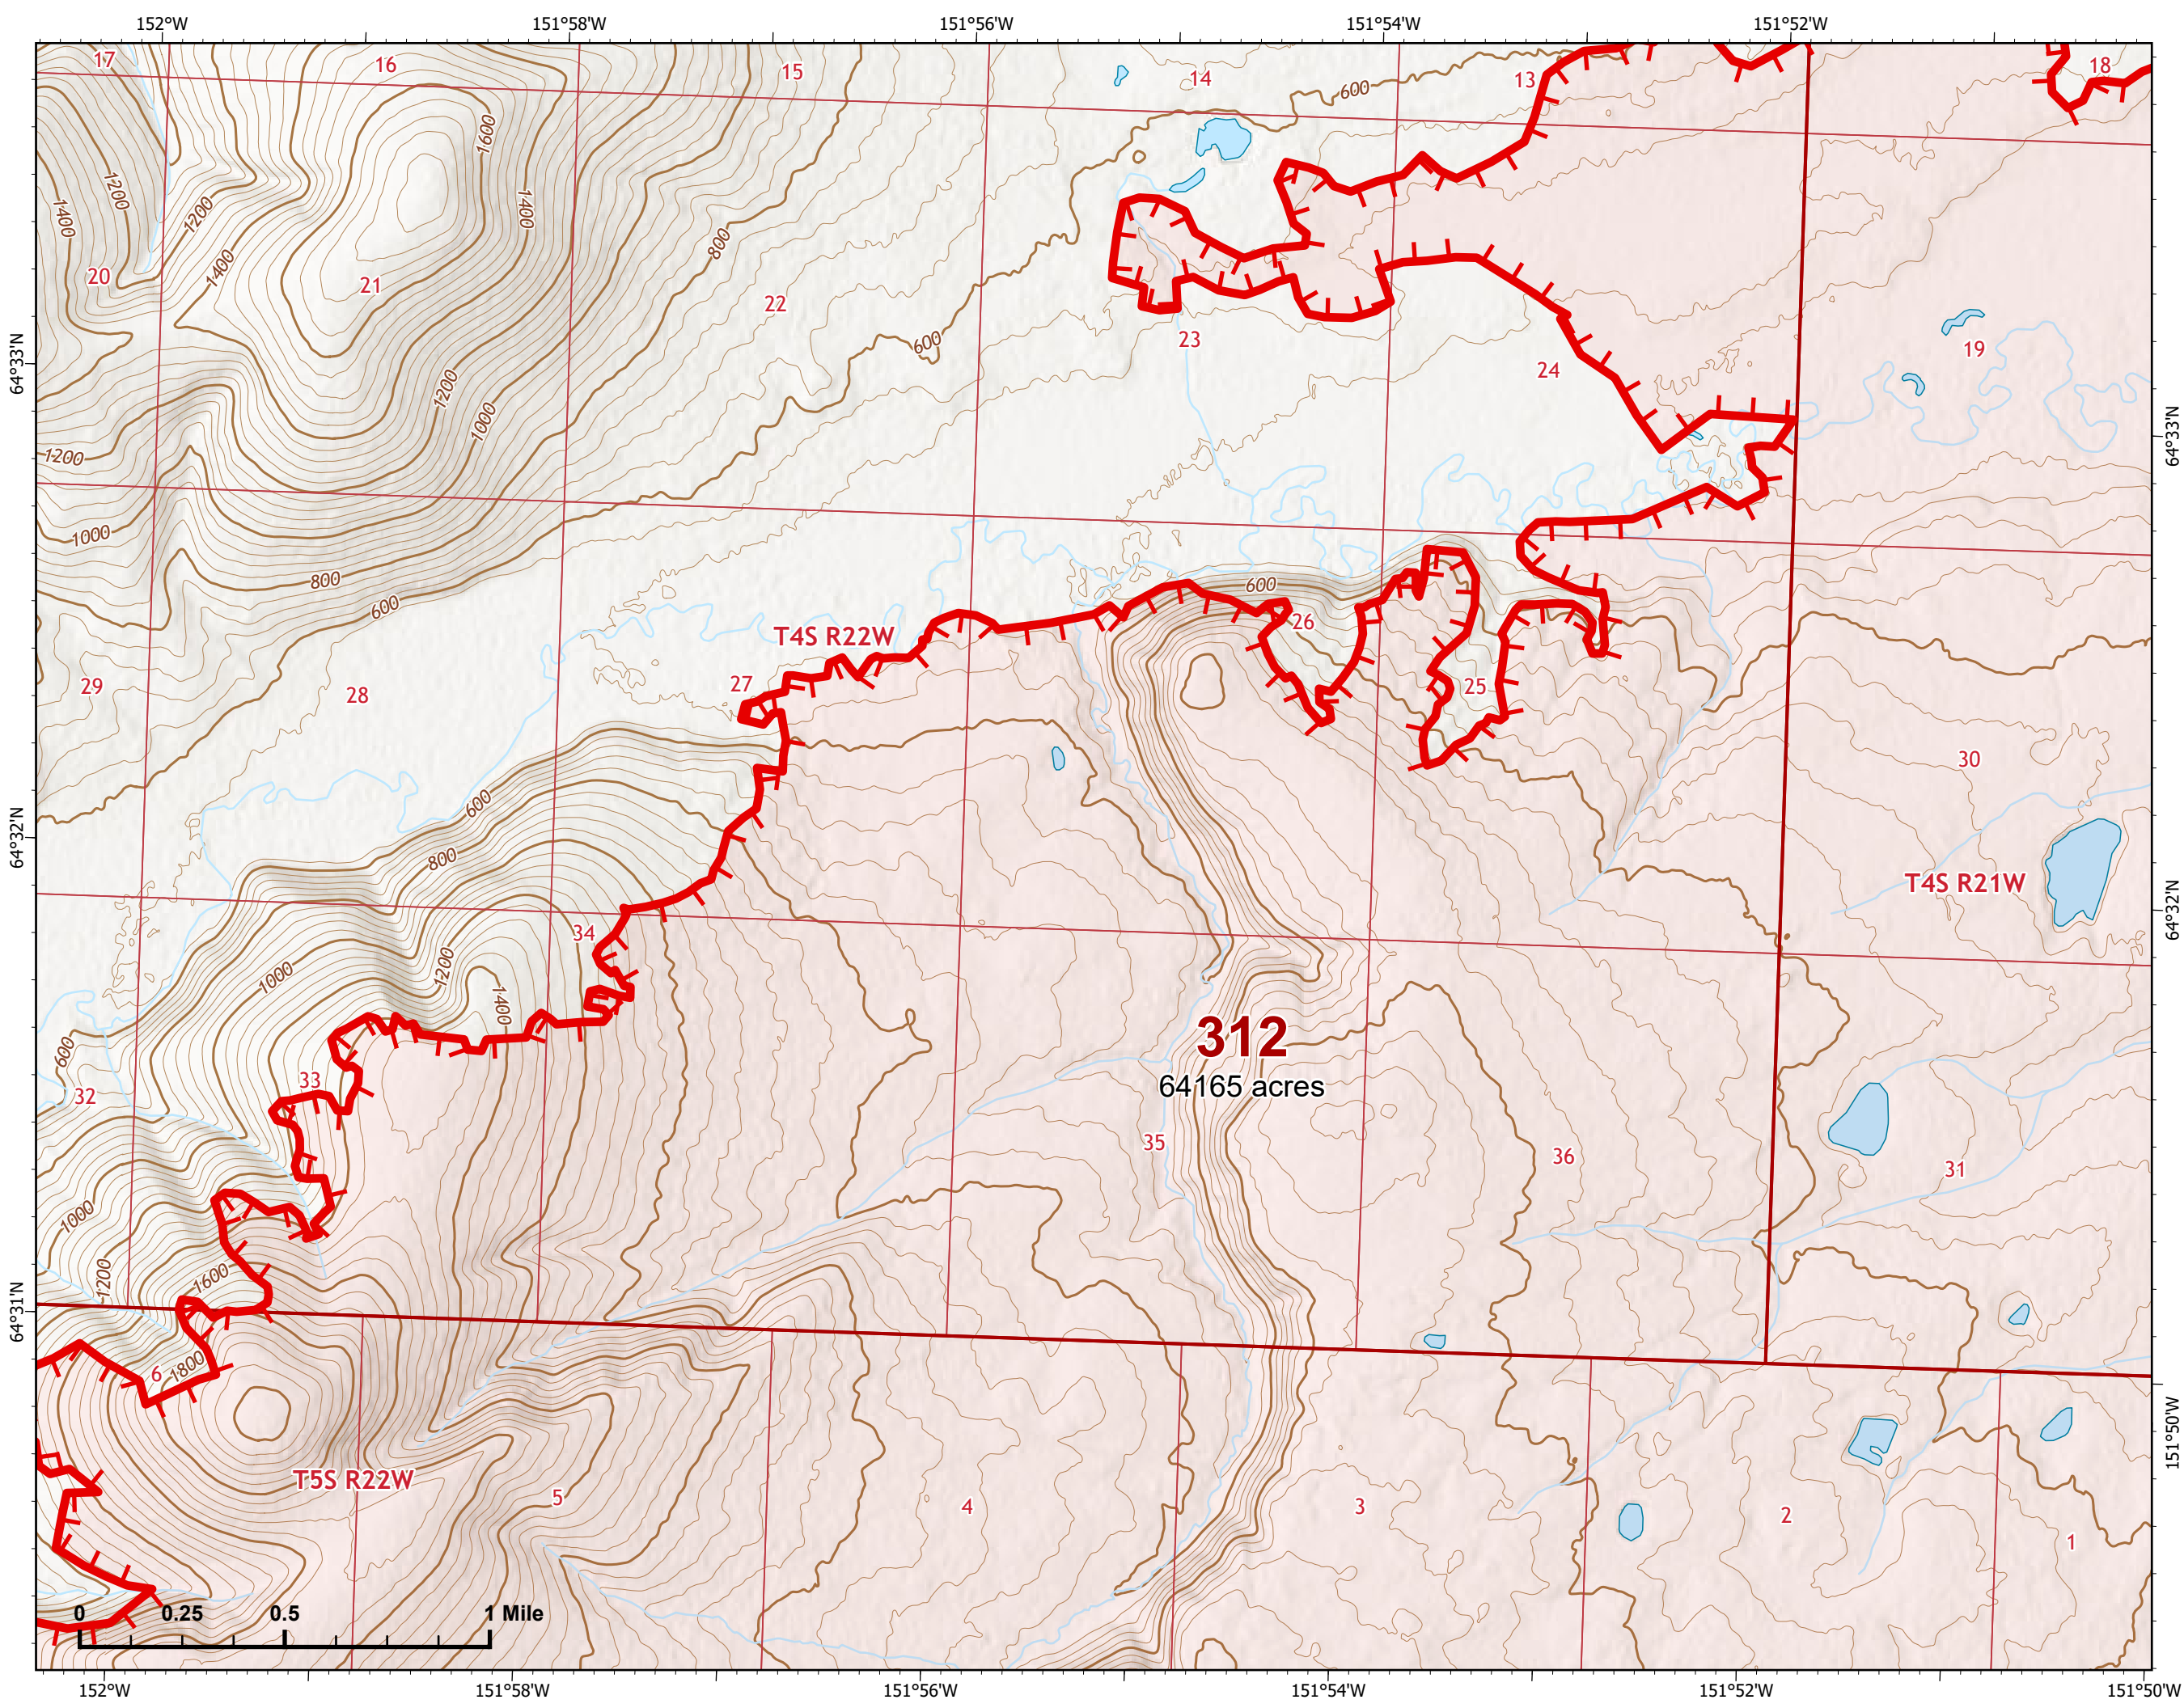 152°W 151°58'W 151°56'W 151°54'W 151°52'W
17 16 15 14 13 18
600
1600
1200 1400 1200 1400
800
1400
20 21 22
600
23 24 19
64°33'N
64°33'N
1200
1000
1200
1000
800
600
600
T4S R22W
26
29 28 27 25
30
600
800
64°32'N
T4S R21W
64°32'N
34
1200
1000
1400
600
312
64165 acres
32 33
35 36 31
1000
1200
1600
64°31'N
6 1800
T5S R22W
5 4 3 2 1
151°50'W
0 0.25 0.5 1 Mile
152°W 151°58'W 151°56'W 151°54'W 151°52'W 151°50'W